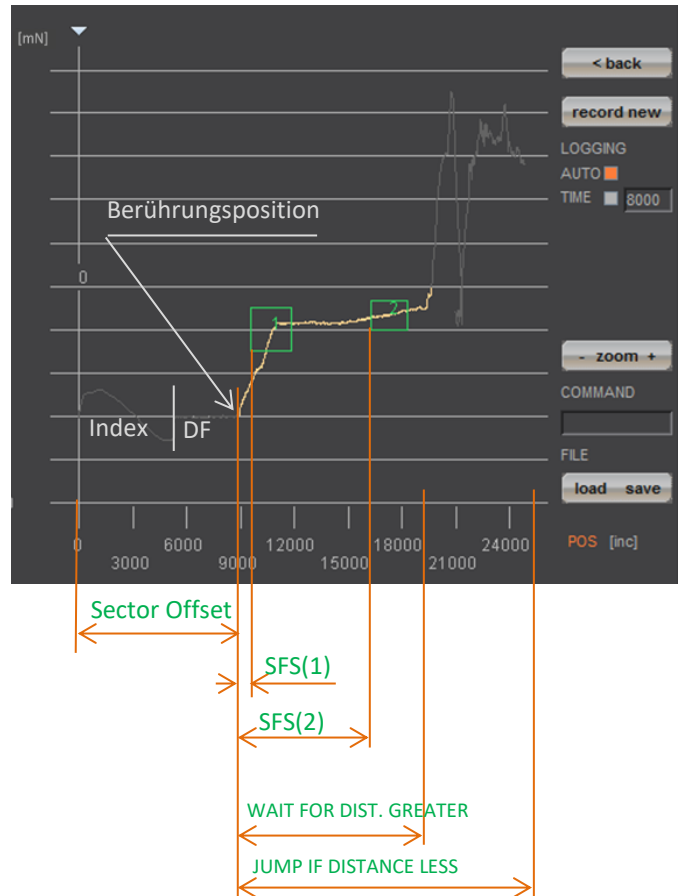 [mN]
< back
record new
LOGGING
AUTO
TIME 8000
Berührungsposition
0
1
2
- zoom +
COMMAND
Index DF
FILE
load save
0 6000 12000 18000 24000
3000 9000 15000 21000
POS [inc]
Sector Offset
SFS(1)
SFS(2)
WAIT FOR DIST. GREATER
JUMP IF DISTANCE LESS